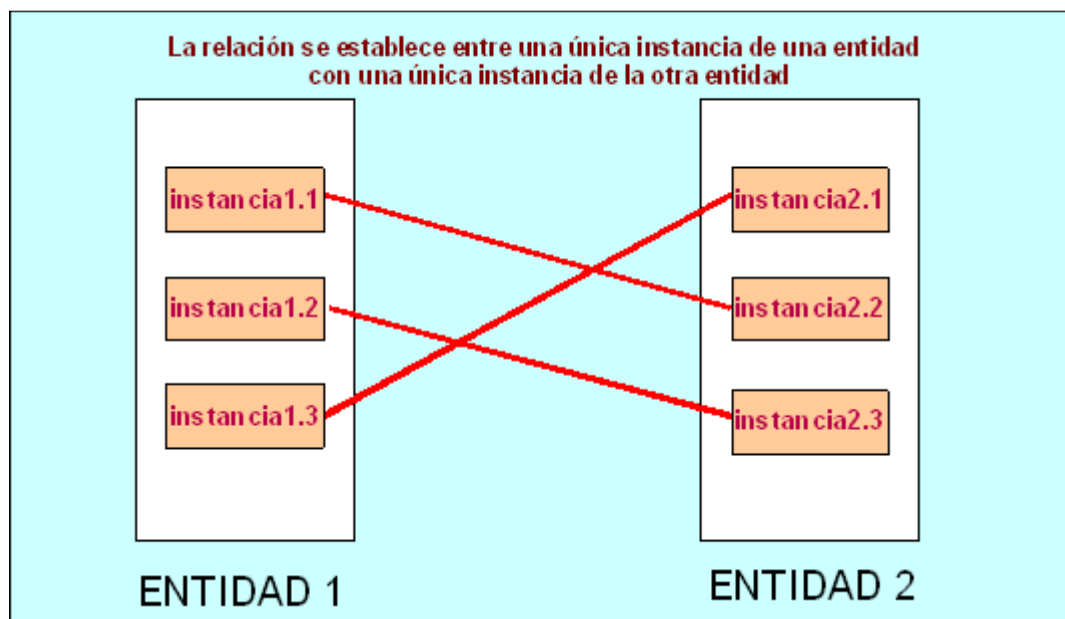 La relación se establece entre una única instancia de una entidad
con una única instancia de la otra entidad
instancia1.1
instancia2.1
instancia1.2
instancia2.2
instancia1.3
instancia2.3
ENTIDAD 1
ENTIDAD 2